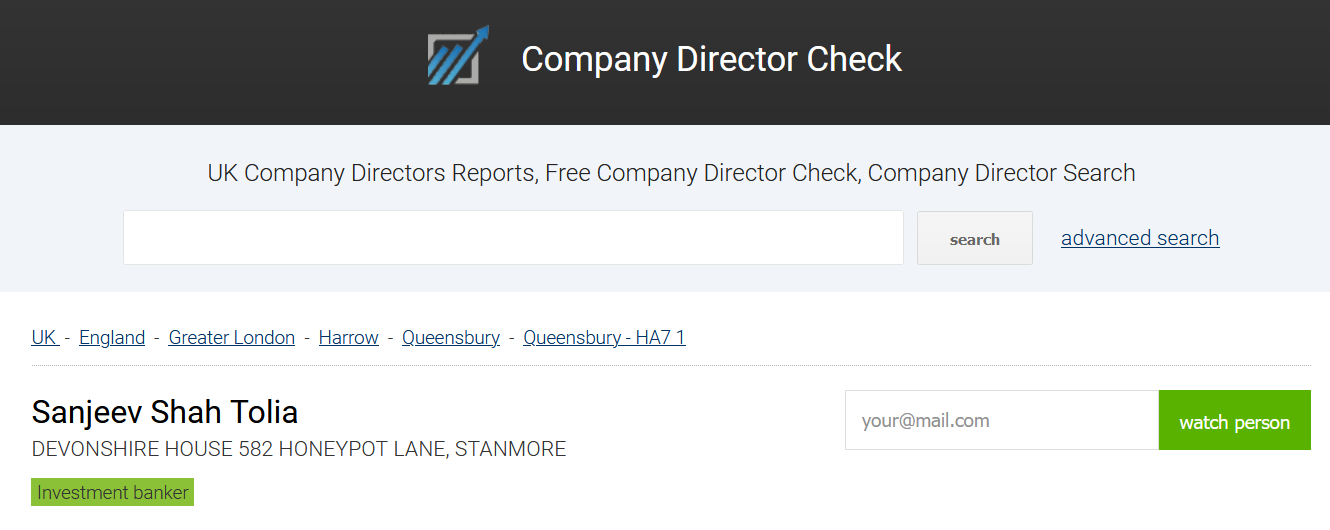 Company Director Check
UK Company Directors Reports, Free Company Director Check, Company Director Search
search
advanced search
UK - England - Greater London - Harrow - Queensbury - Queensbury - HA7 1
Sanjeev Shah Tolia
your@mail.com
watch person
DEVONSHIRE HOUSE 582 HONEYPOT LANE, STANMORE
Investment banker